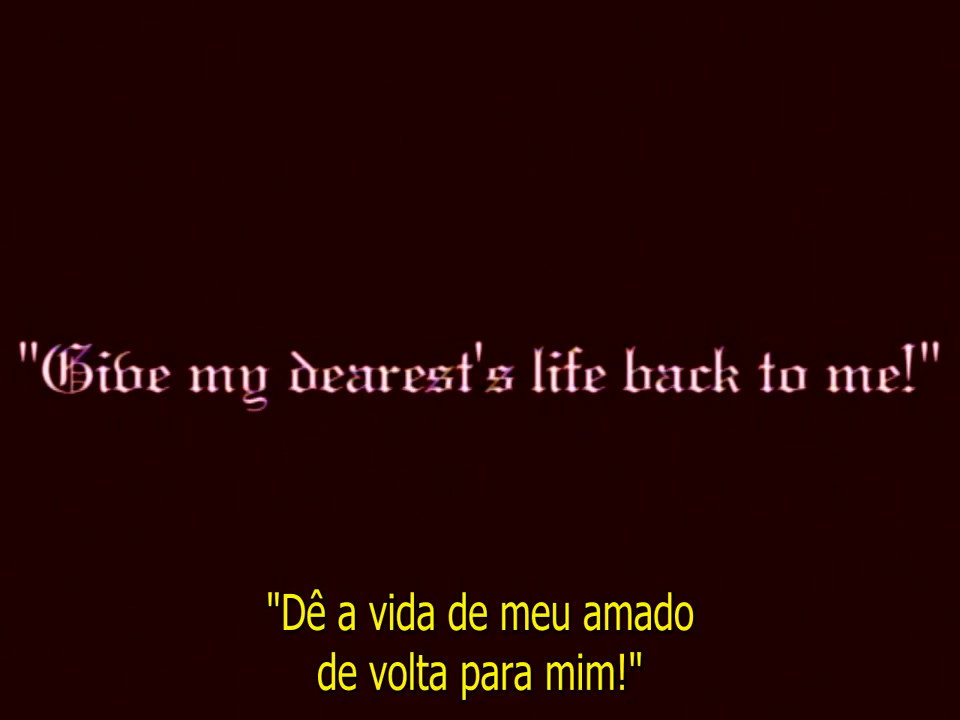 "Give my dearest's life back to me!"
"Dê a vida de meu amado
de volta para mim!"